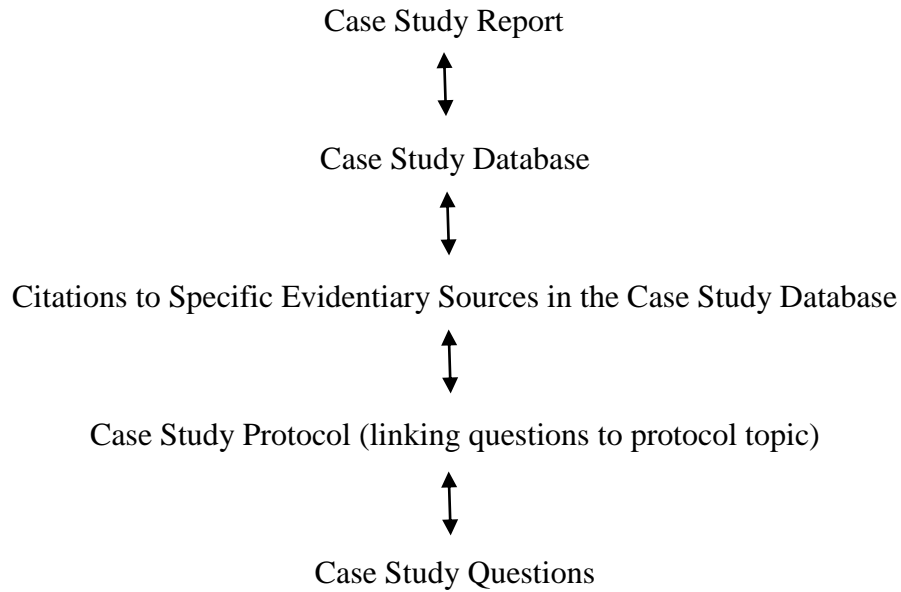 Case Study Report
Case Study Database
Citations to Specific Evidentiary Sources in the Case Study Database
Case Study Protocol (linking questions to protocol topic)
Case Study Questions